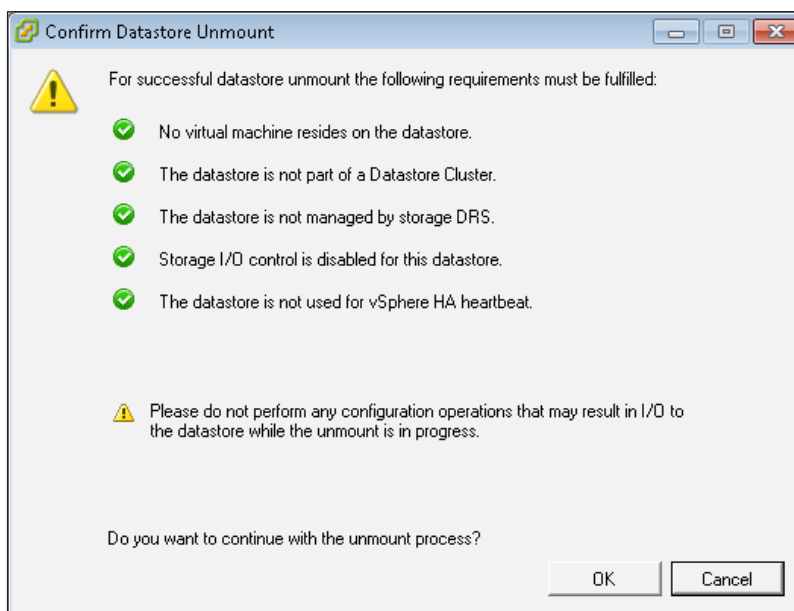 Confirm Datastore Unmount
For successful datastore unmount the following requirements must be fulfilled:
No virtual machine resides on the datastore.
The datastore is not part of a Datastore Cluster.
The datastore is not managed by storage DRS.
Storage I/O control is disabled for this datastore.
The datastore is not used for vSphere HA heartbeat.
Please do not perform any configuration operations that may result in I/O to
the datastore while the unmount is in progress.
Do you want to continue with the unmount process?
OK Cancel